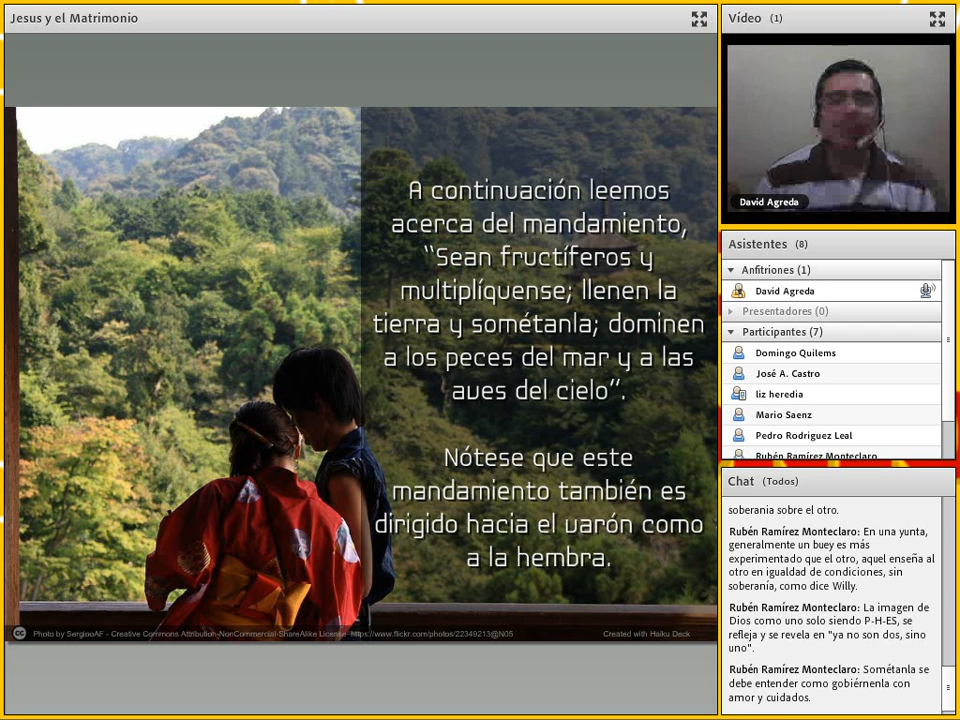 Jesus y el Matrimonio
A continuación leemos
acerca del mandamiento,
“Sean fructíferos y
multiplíquense; llenen la
tierra y sométanla; dominen
a los peces del mar y a las
aves del cielo”.
Nótese que este
mandamiento también es
dirigido hacia el varón como
a la hembra.
cc Photo by SergiooAF - Creative Commons Attribution-NonCommercial-ShareAlike License https://www.flickr.com/photos/22349213@N05 Created with Haiku Deck
Vídeo (1)
David Agreda
Asistentes (8)
Anfitriones (1)
David Agreda
Presentadores (0)
Participantes (7)
Domingo Quilems
José A. Castro
liz heredia
Mario Saenz
Pedro Rodriguez Leal
Rubén Ramírez Monteclaro
Chat (Todos)
soberania sobre el otro.
Rubén Ramírez Monteclaro: En una yunta,
generalmente un buey es más
experimentado que el otro, aquel enseña al
otro en igualdad de condiciones, sin
soberanía, como dice Willy.
Rubén Ramírez Monteclaro: La imagen de
Dios como uno solo siendo P-H-ES, se
refleja y se revela en "ya no son dos, sino
uno".
Rubén Ramírez Monteclaro: Sométanla se
debe entender como gobiérnenla con
amor y cuidados.